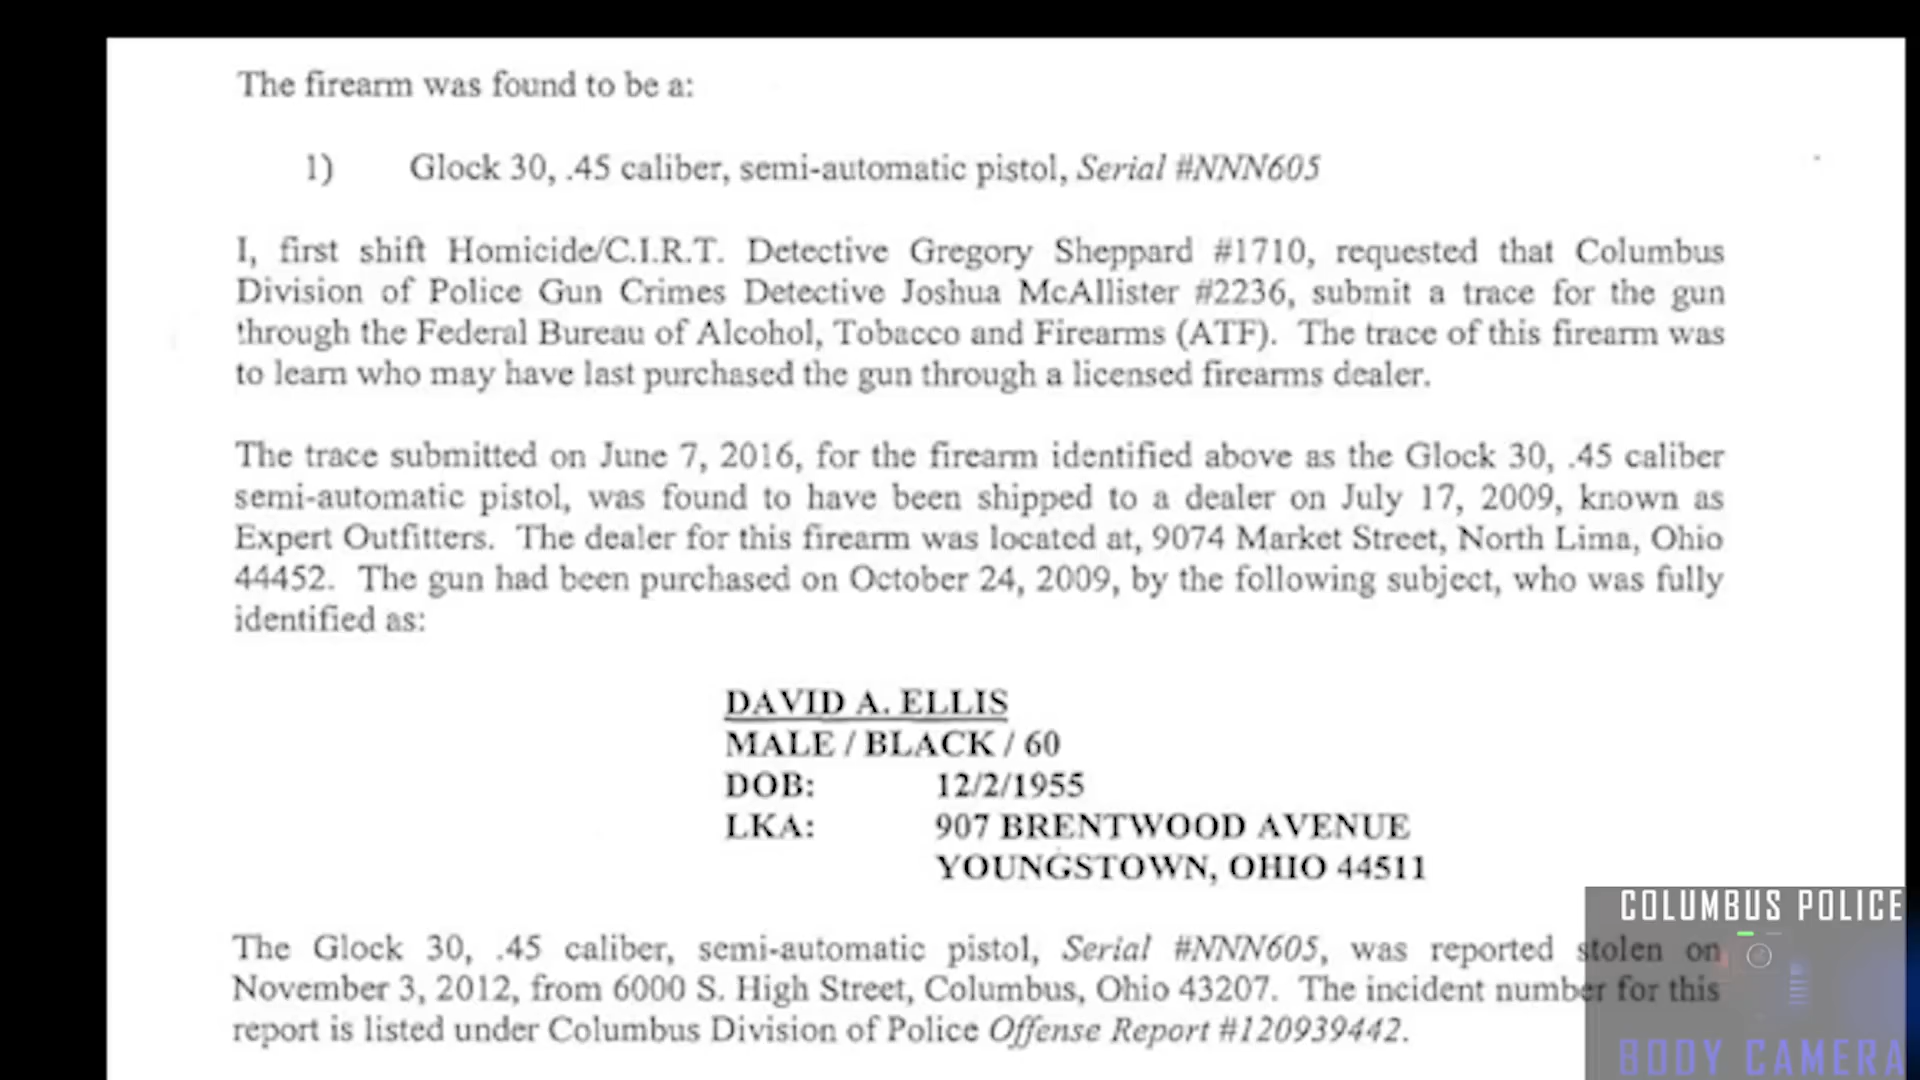 The firearm was found to be a:
1) Glock 30, .45 caliber, semi-automatic pistol, Serial #NNN605
I, first shift Homicide/C.I.R.T. Detective Gregory Sheppard #1710, requested that Columbus
Division of Police Gun Crimes Detective Joshua McAllister #2236, submit a trace for the gun
through the Federal Bureau of Alcohol, Tobacco and Firearms (ATF). The trace of this firearm was
to learn who may have last purchased the gun through a licensed firearms dealer.
The trace submitted on June 7, 2016, for the firearm identified above as the Glock 30, .45 caliber
semi-automatic pistol, was found to have been shipped to a dealer on July 17, 2009, known as
Expert Outfitters. The dealer for this firearm was located at, 9074 Market Street, North Lima, Ohio
44452. The gun had been purchased on October 24, 2009, by the following subject, who was fully
identified as:
DAVID A. ELLIS
MALE / BLACK / 60
DOB: 12/2/1955
LKA: 907 BRENTWOOD AVENUE
YOUNGSTOWN, OHIO 44511
The Glock 30, .45 caliber, semi-automatic pistol, Serial #NNN605, was reported stolen on
November 3, 2012, from 6000 S. High Street, Columbus, Ohio 43207. The incident number for this
report is listed under Columbus Division of Police Offense Report #120939442.
COLUMBUS POLICE
BODY CAMERA